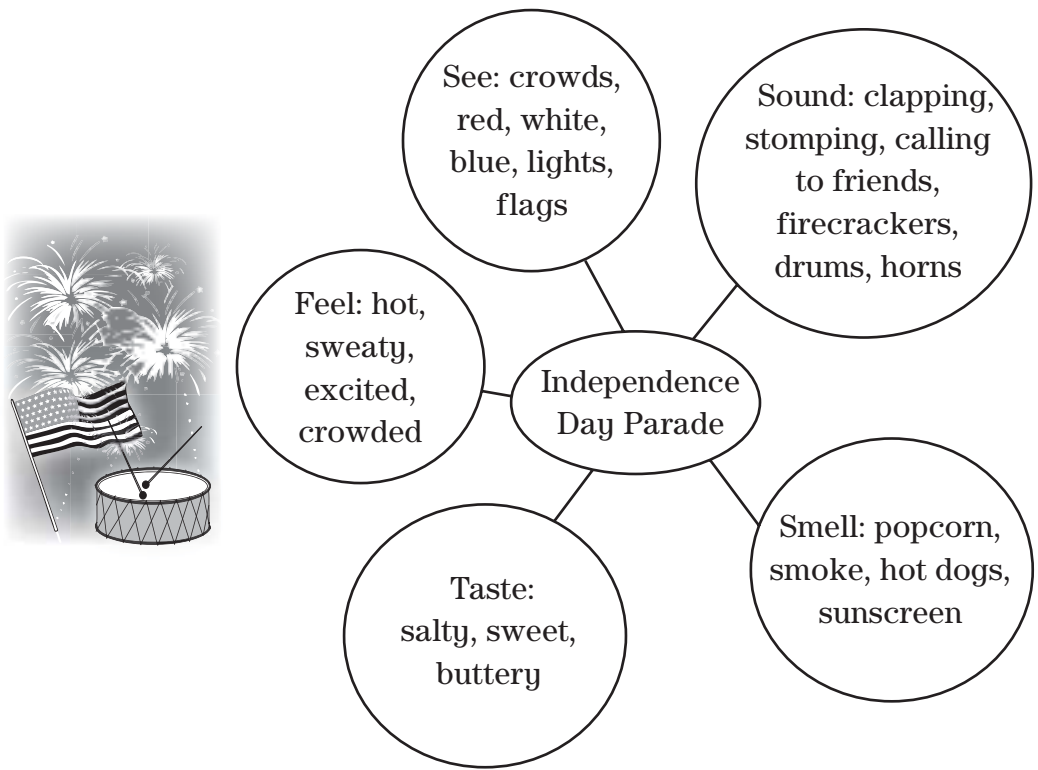 See: crowds,
red, white,
blue, lights,
flags
Sound: clapping,
stomping, calling
to friends,
firecrackers,
drums, horns
Feel: hot,
sweaty,
excited,
crowded
Independence
Day Parade
Taste:
salty, sweet,
buttery
Smell: popcorn,
smoke, hot dogs,
sunscreen